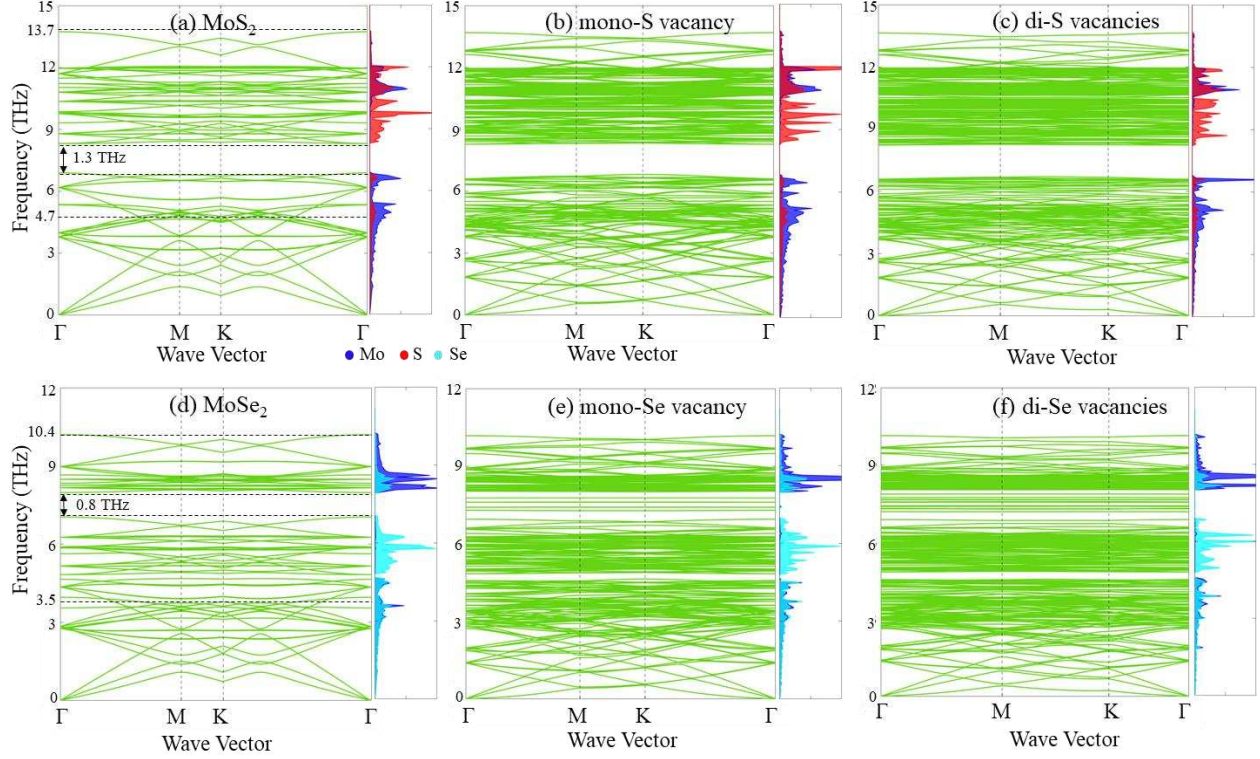 (a) MoS₂
(b) mono-S vacancy
(c) di-S vacancies
15
13.7
12
9
1.3 THz
6
4.7
3
0
Frequency (THz)
Γ M K Γ
Wave Vector
15
12
9
6
3
0
Γ M K Γ
Wave Vector
15
12
9
6
3
0
Γ M K Γ
Wave Vector
Mo S Se
(d) MoSe₂
(e) mono-Se vacancy
(f) di-Se vacancies
12
10.4
9
0.8 THz
6
3.5
3
0
Frequency (THz)
Γ M K Γ
Wave Vector
12
9
6
3
0
Γ M K Γ
Wave Vector
12
9
6
3
0
Γ M K Γ
Wave Vector